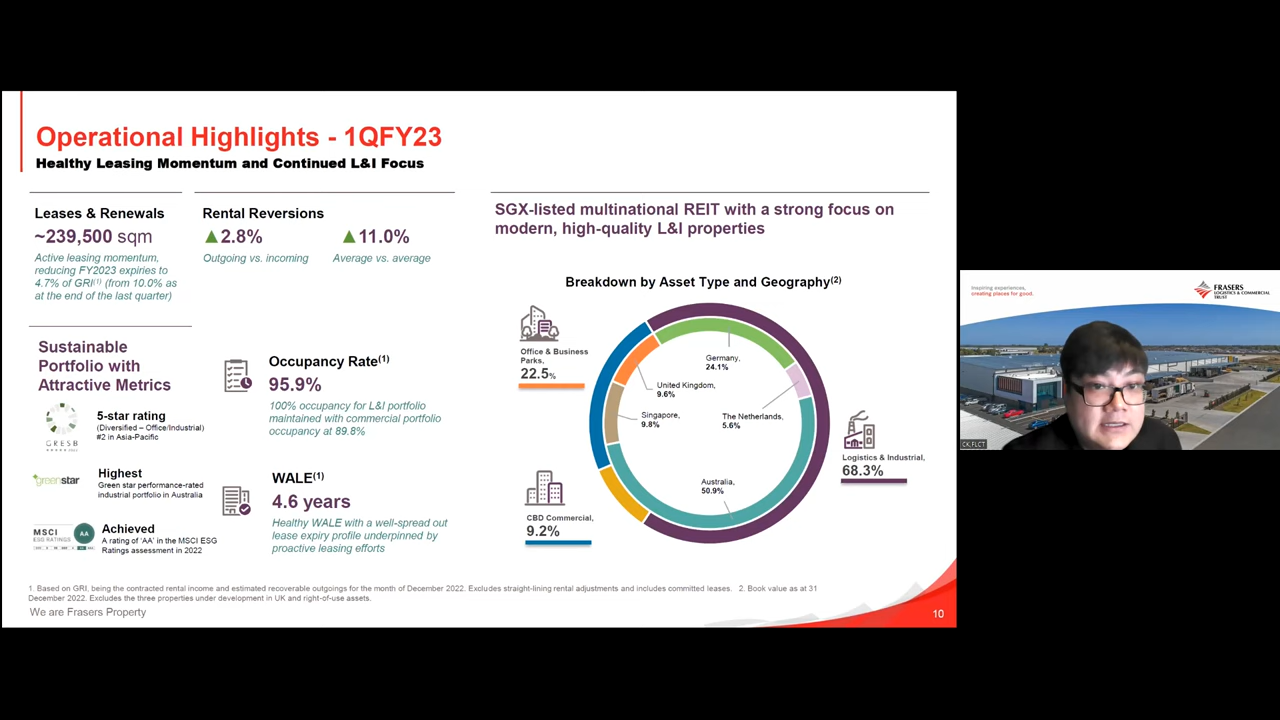 Operational Highlights - 1QFY23
Healthy Leasing Momentum and Continued L&I Focus
Leases & Renewals
~239,500 sqm
Active leasing momentum,
reducing FY2023 expiries to
4.7% of GRI(1) (from 10.0% as
at the end of the last quarter)
Rental Reversions
▲2.8%
Outgoing vs. incoming
▲11.0%
Average vs. average
Sustainable
Portfolio with
Attractive Metrics
GRESB
5-star rating
(Diversified – Office/Industrial)
#2 in Asia-Pacific
greenstar
Highest
Green star performance-rated
industrial portfolio in Australia
MSCI
ESG RATINGS
AA
Achieved
A rating of 'AA' in the MSCI ESG
Ratings assessment in 2022
Occupancy Rate(1)
95.9%
100% occupancy for L&I portfolio
maintained with commercial portfolio
occupancy at 89.8%
WALE(1)
4.6 years
Healthy WALE with a well-spread out
lease expiry profile underpinned by
proactive leasing efforts
SGX-listed multinational REIT with a strong focus on
modern, high-quality L&I properties
Breakdown by Asset Type and Geography(2)
Office & Business
Parks,
22.5%
CBD Commercial,
9.2%
Germany,
24.1%
United Kingdom,
9.6%
Singapore,
9.8%
The Netherlands,
5.6%
Australia,
50.9%
Logistics & Industrial,
68.3%
1. Based on GRI, being the contracted rental income and estimated recoverable outgoings for the month of December 2022. Excludes straight-lining rental adjustments and includes committed leases. 2. Book value as at 31
December 2022. Excludes the three properties under development in UK and right-of-use assets.
We are Frasers Property
10
Inspiring experiences,
creating places for good.
FRASERS
LOGISTICS & COMMERCIAL
TRUST
CK,FLCT